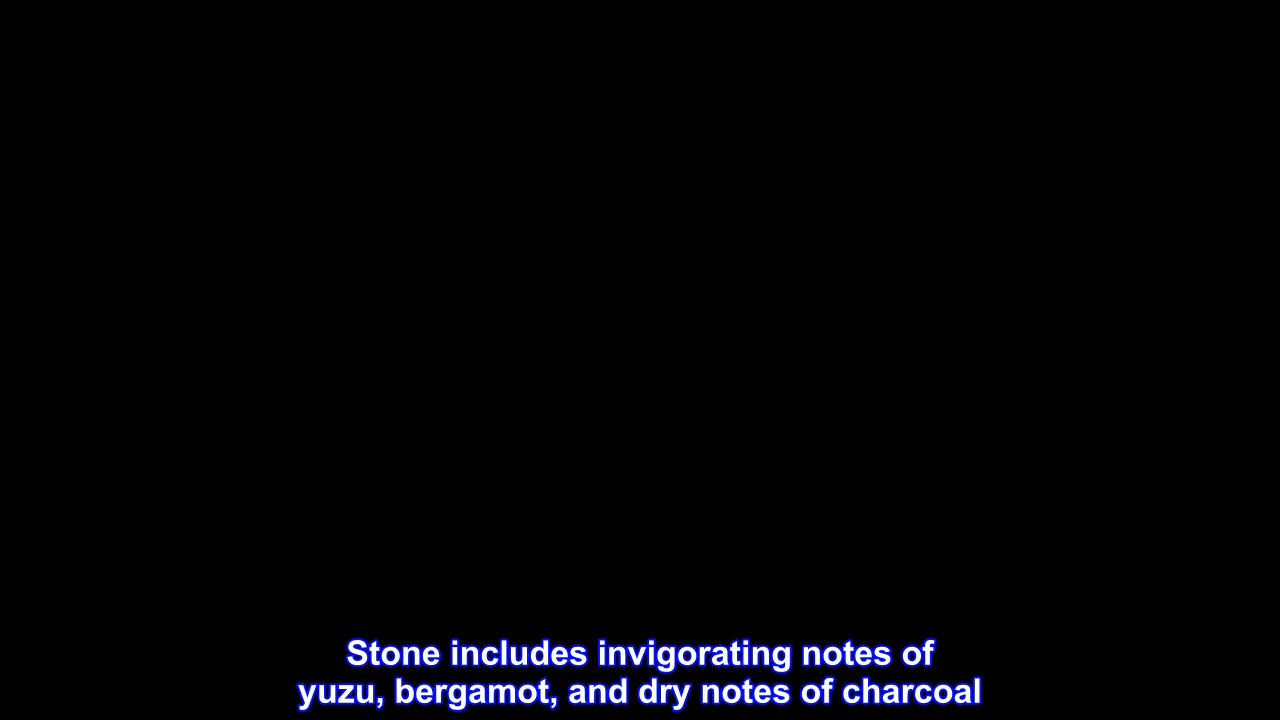 Stone includes invigorating notes of
yuzu, bergamot, and dry notes of charcoal